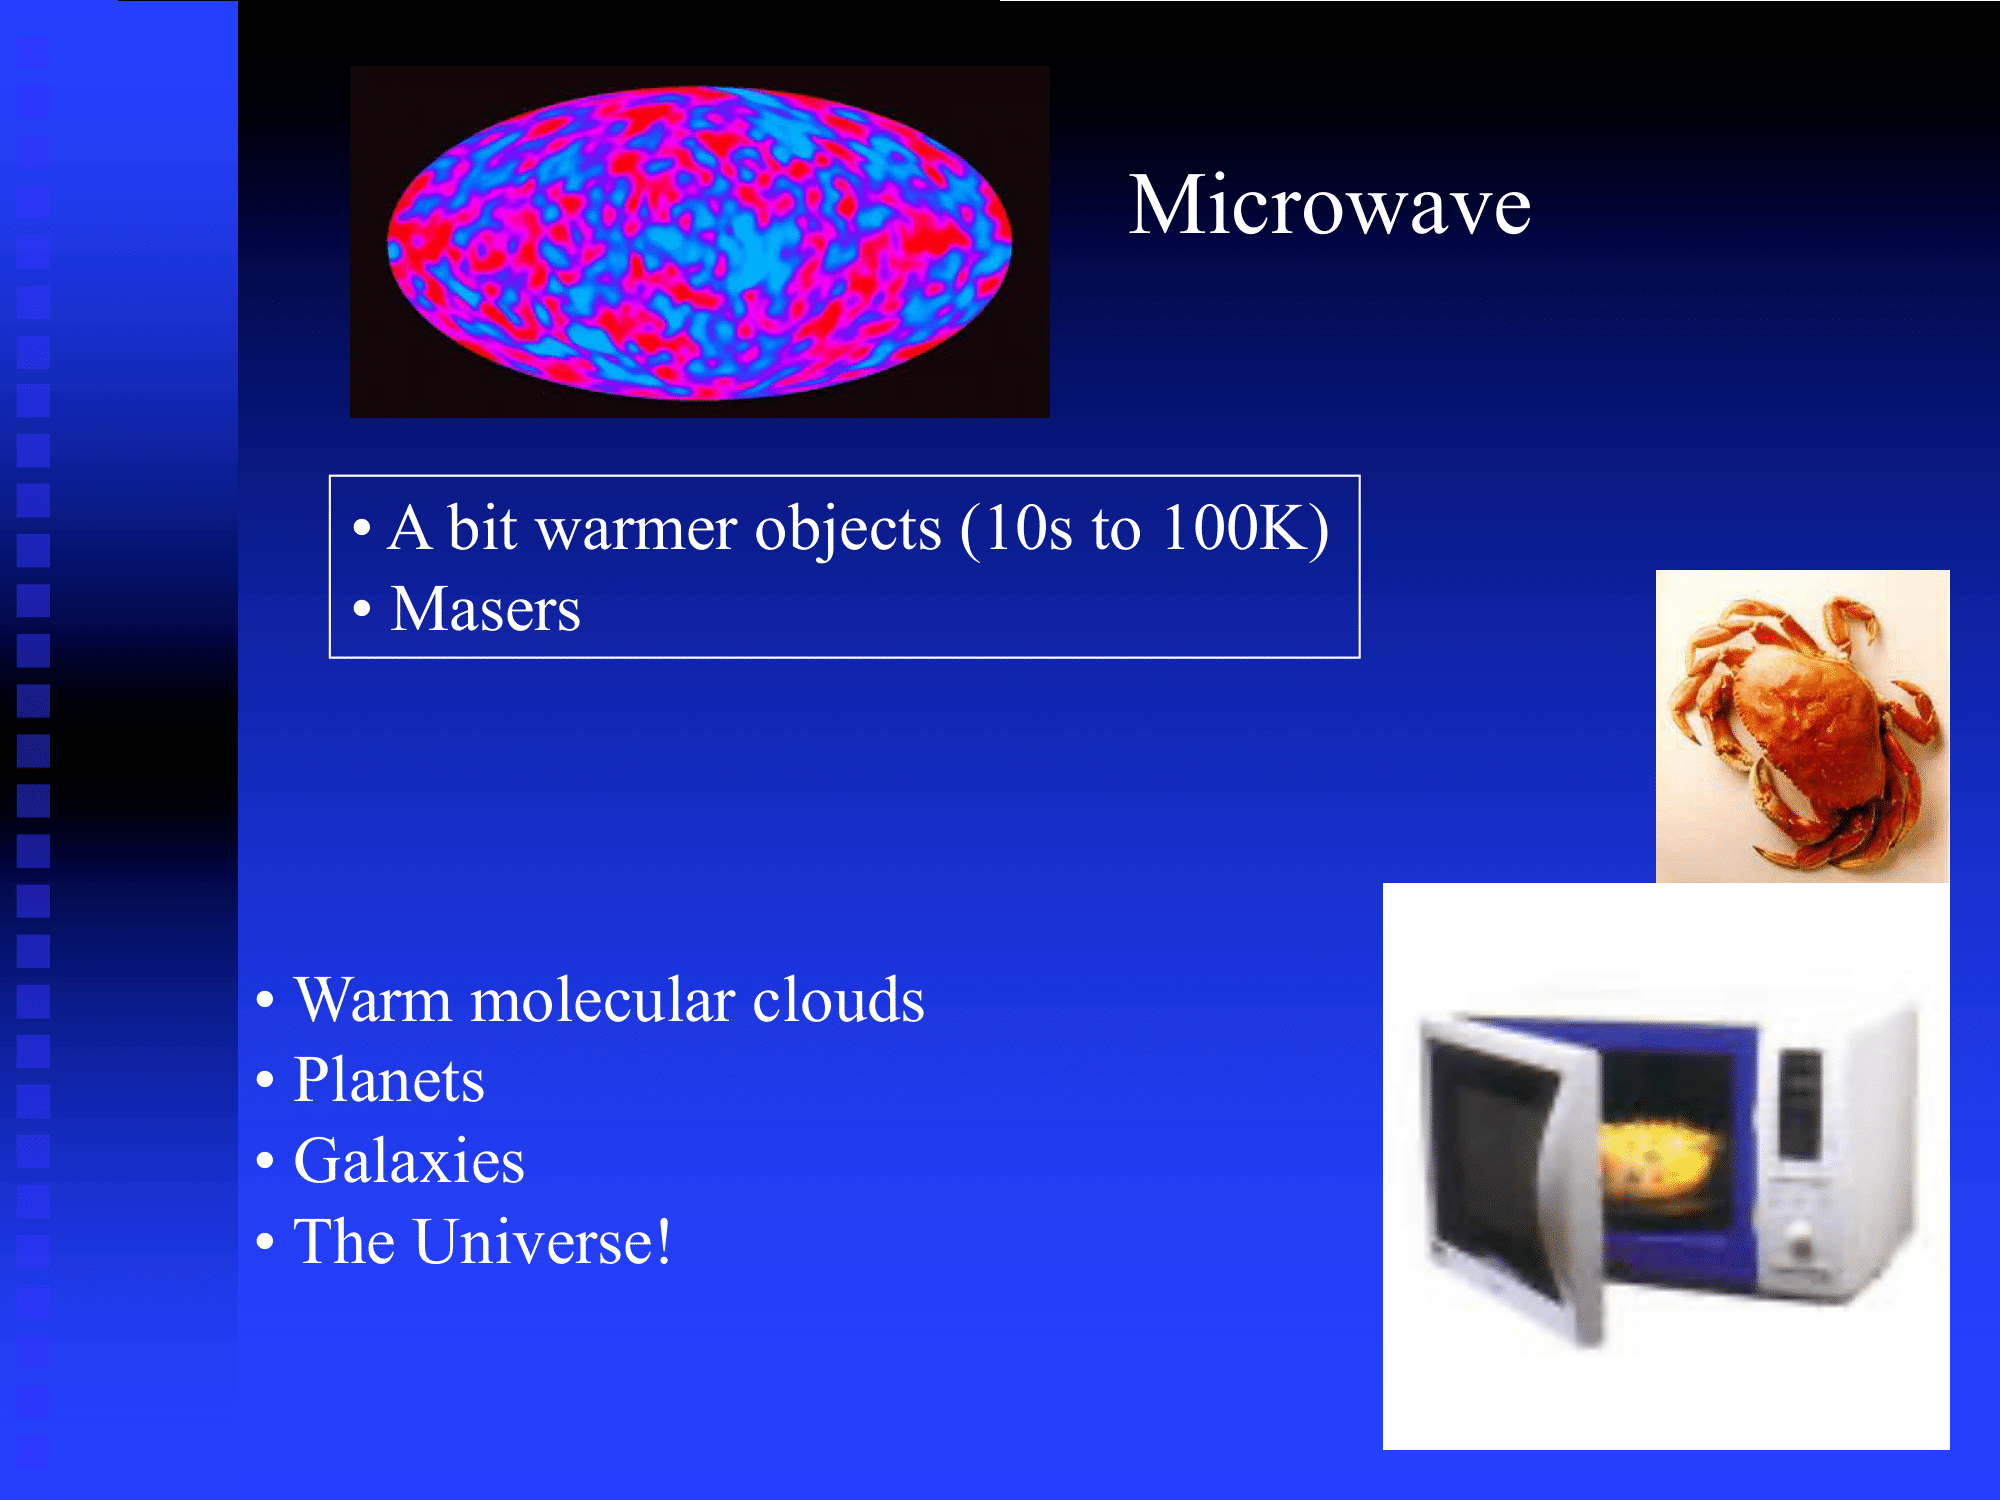 Microwave
• A bit warmer objects (10s to 100K)
• Masers
• Warm molecular clouds
• Planets
• Galaxies
• The Universe!